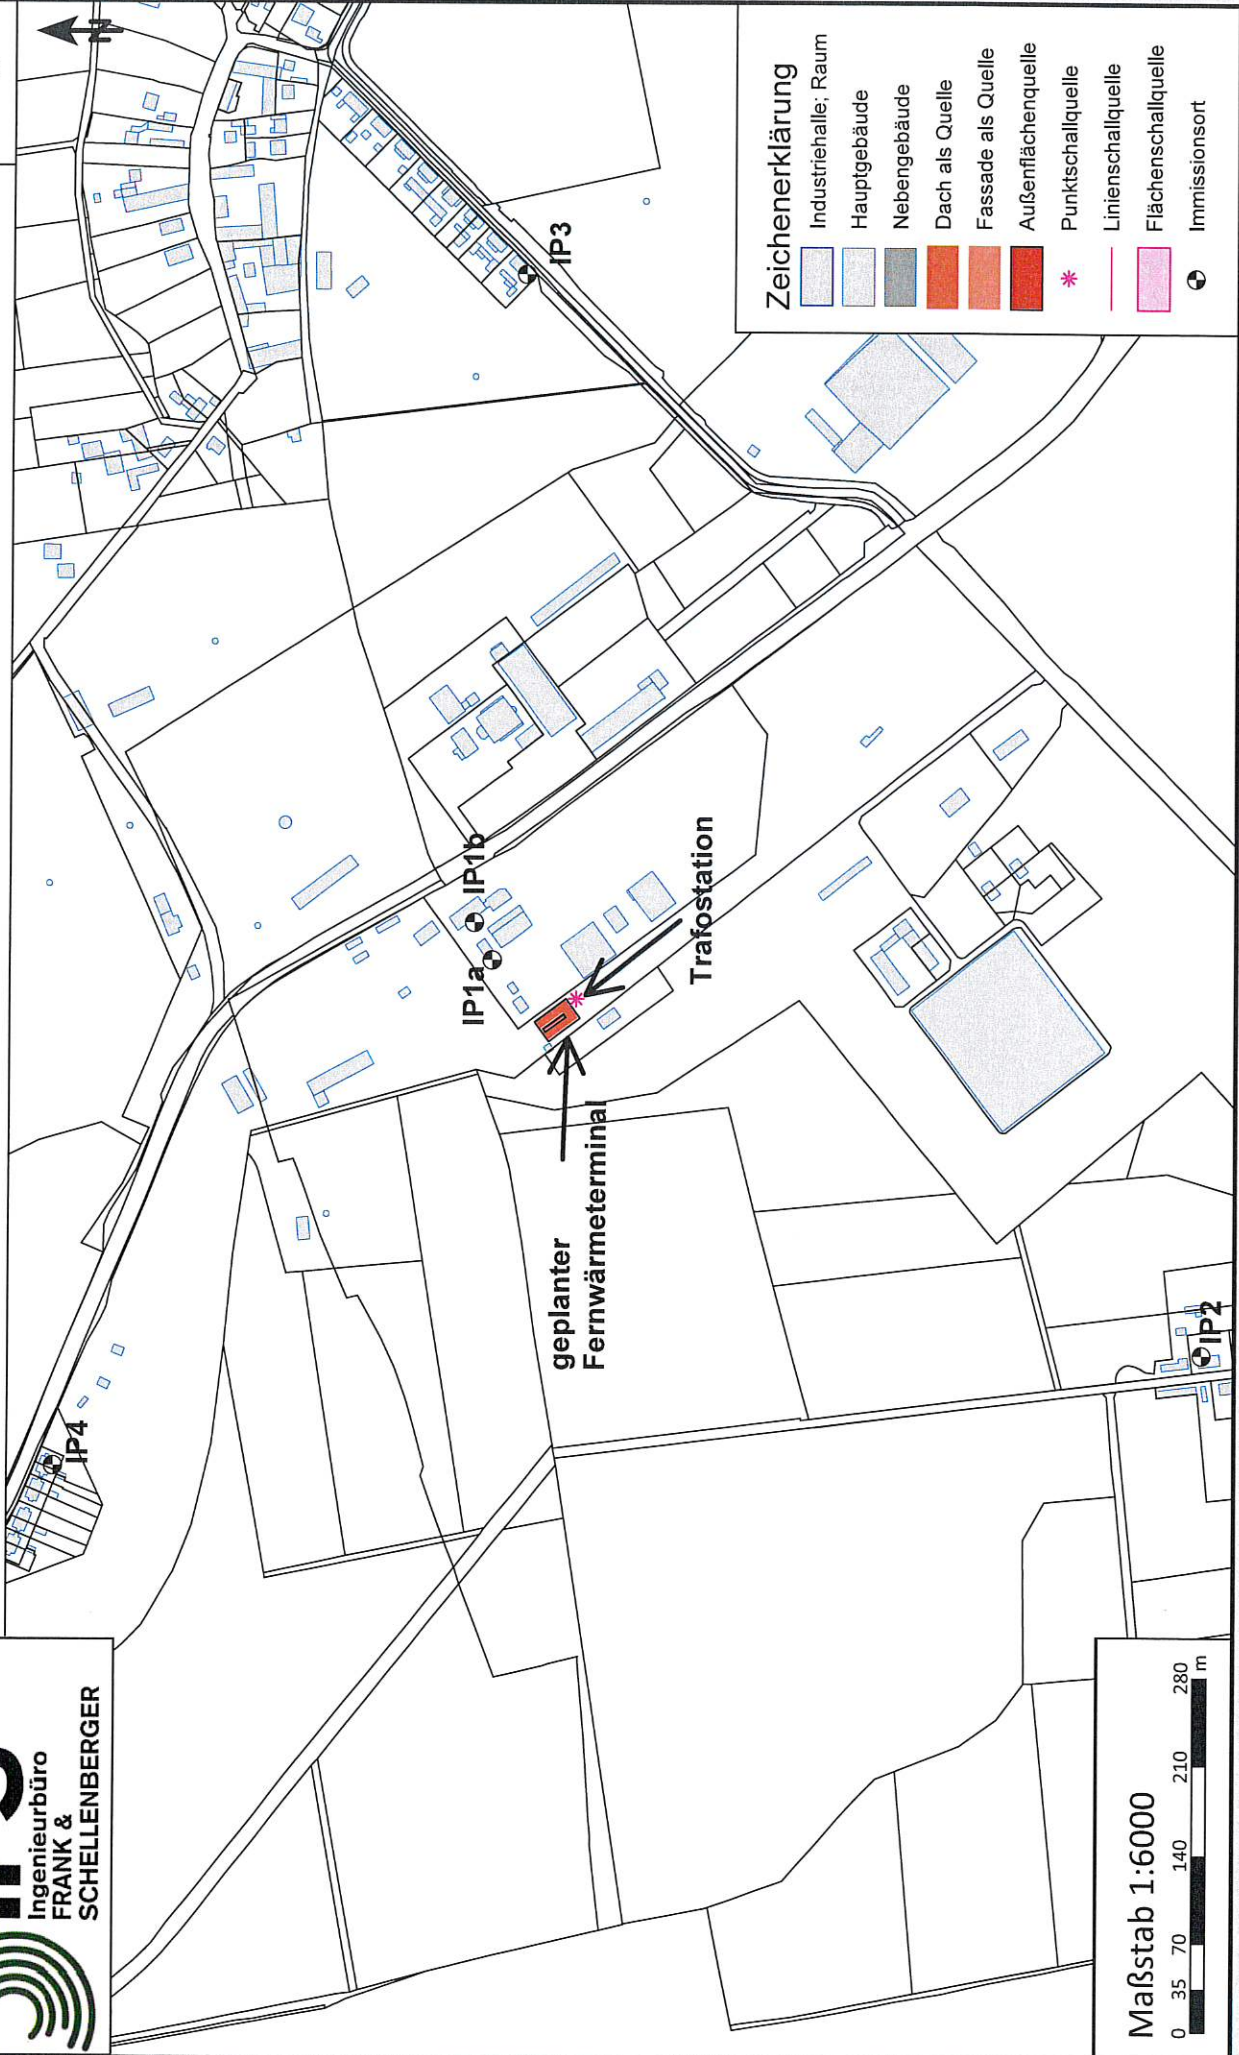 Ingenieurbüro
FRANK &
SCHELLENBERGER
N
IP4
IP1a
IP1b
IP3
geplanter
Fernwärmeterminal
Trafostation
IP2
Maßstab 1:6000
0 35 70 140 210 280
m
Zeichenerklärung
Industriehalle; Raum
Hauptgebäude
Nebengebäude
Dach als Quelle
Fassade als Quelle
Außenflächenquelle
Punktschallquelle
Linienschallquelle
Flächenschallquelle
Immissionsort